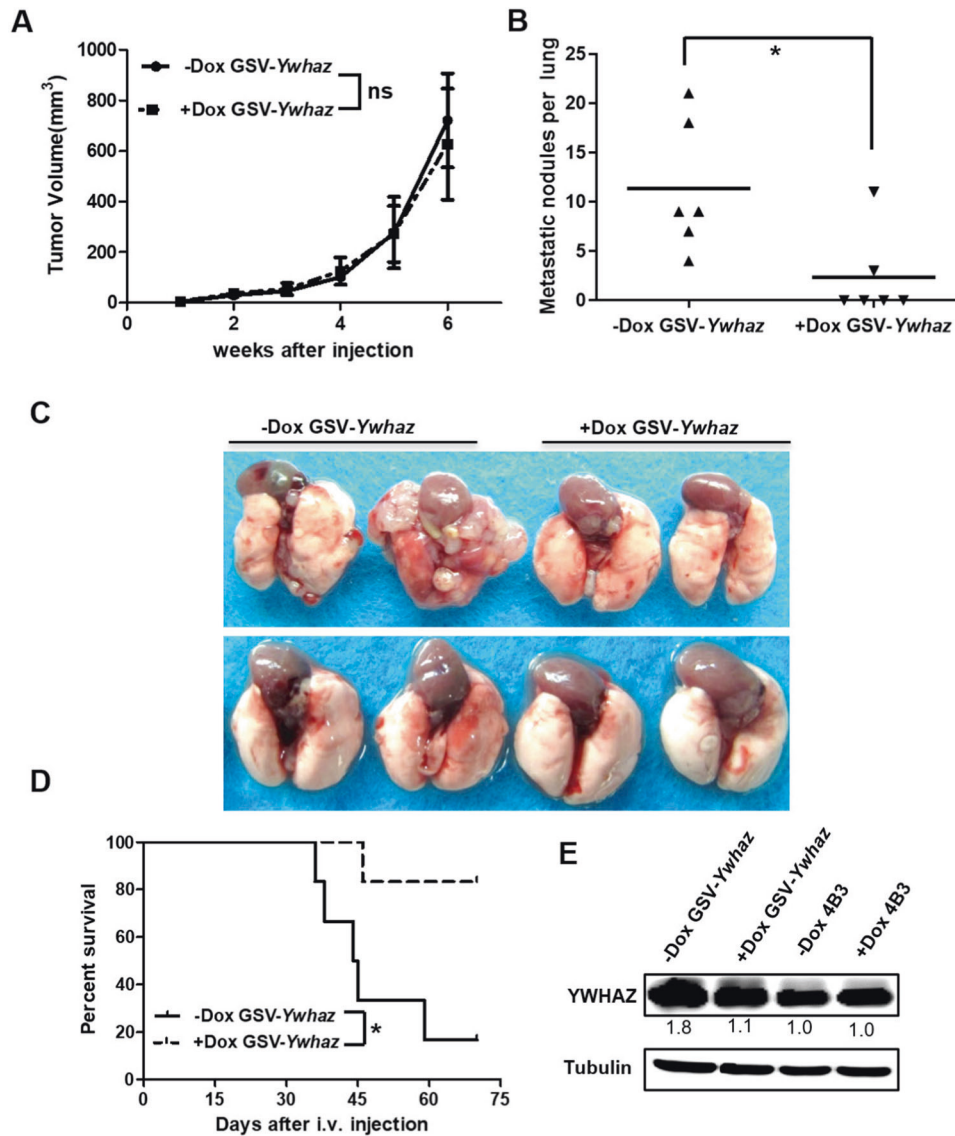 A
Tumor Volume(mm³)
1000
800
600
400
200
0
0
2
4
6
weeks after injection
-Dox GSV-Ywhaz
+Dox GSV-Ywhaz
ns
B
Metastatic nodules per lung
25
20
15
10
5
0
*
-Dox GSV-Ywhaz
+Dox GSV-Ywhaz
C
-Dox GSV-Ywhaz
+Dox GSV-Ywhaz
D
Percent survival
100
80
60
40
20
0
0
15
30
45
60
75
Days after i.v. injection
-Dox GSV-Ywhaz
+Dox GSV-Ywhaz
*
E
-Dox GSV-Ywhaz
+Dox GSV-Ywhaz
-Dox 4B3
+Dox 4B3
YWHAZ
1.8 1.1 1.0 1.0
Tubulin